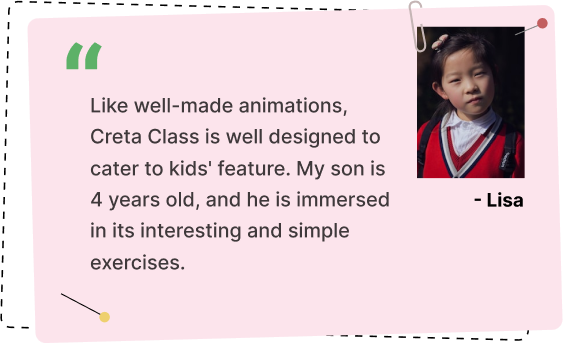 “
Like well-made animations,
Creta Class is well designed to
cater to kids' feature. My son is
4 years old, and he is immersed
in its interesting and simple
exercises.
- Lisa